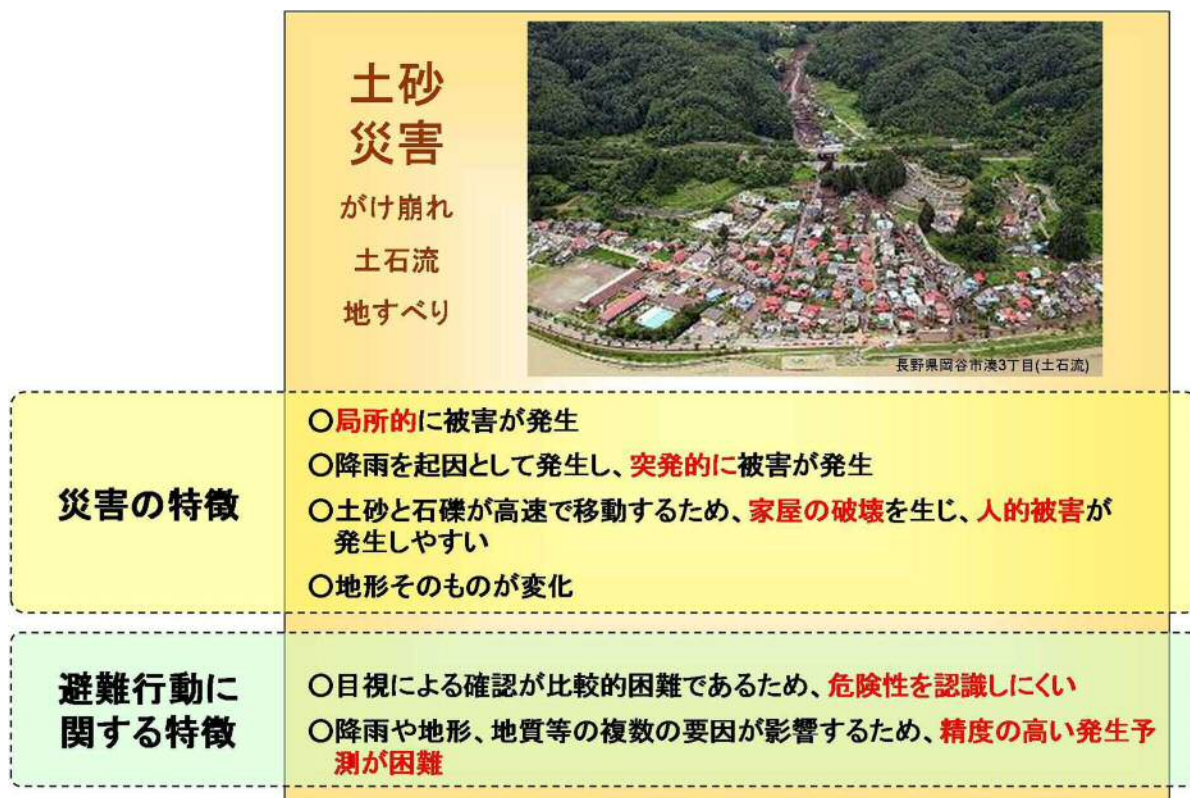 土砂
災害
がけ崩れ
土石流
地すべり
長野県岡谷市湊3丁目(土石流)
災害の特徴
〇局所的に被害が発生
〇降雨を起因として発生し、突発的に被害が発生
〇土砂と石礫が高速で移動するため、家屋の破壊を生じ、人的被害が
発生しやすい
〇地形そのものが変化
避難行動に
関する特徴
〇目視による確認が比較的困難であるため、危険性を認識しにくい
〇降雨や地形、地質等の複数の要因が影響するため、精度の高い発生予
測が困難